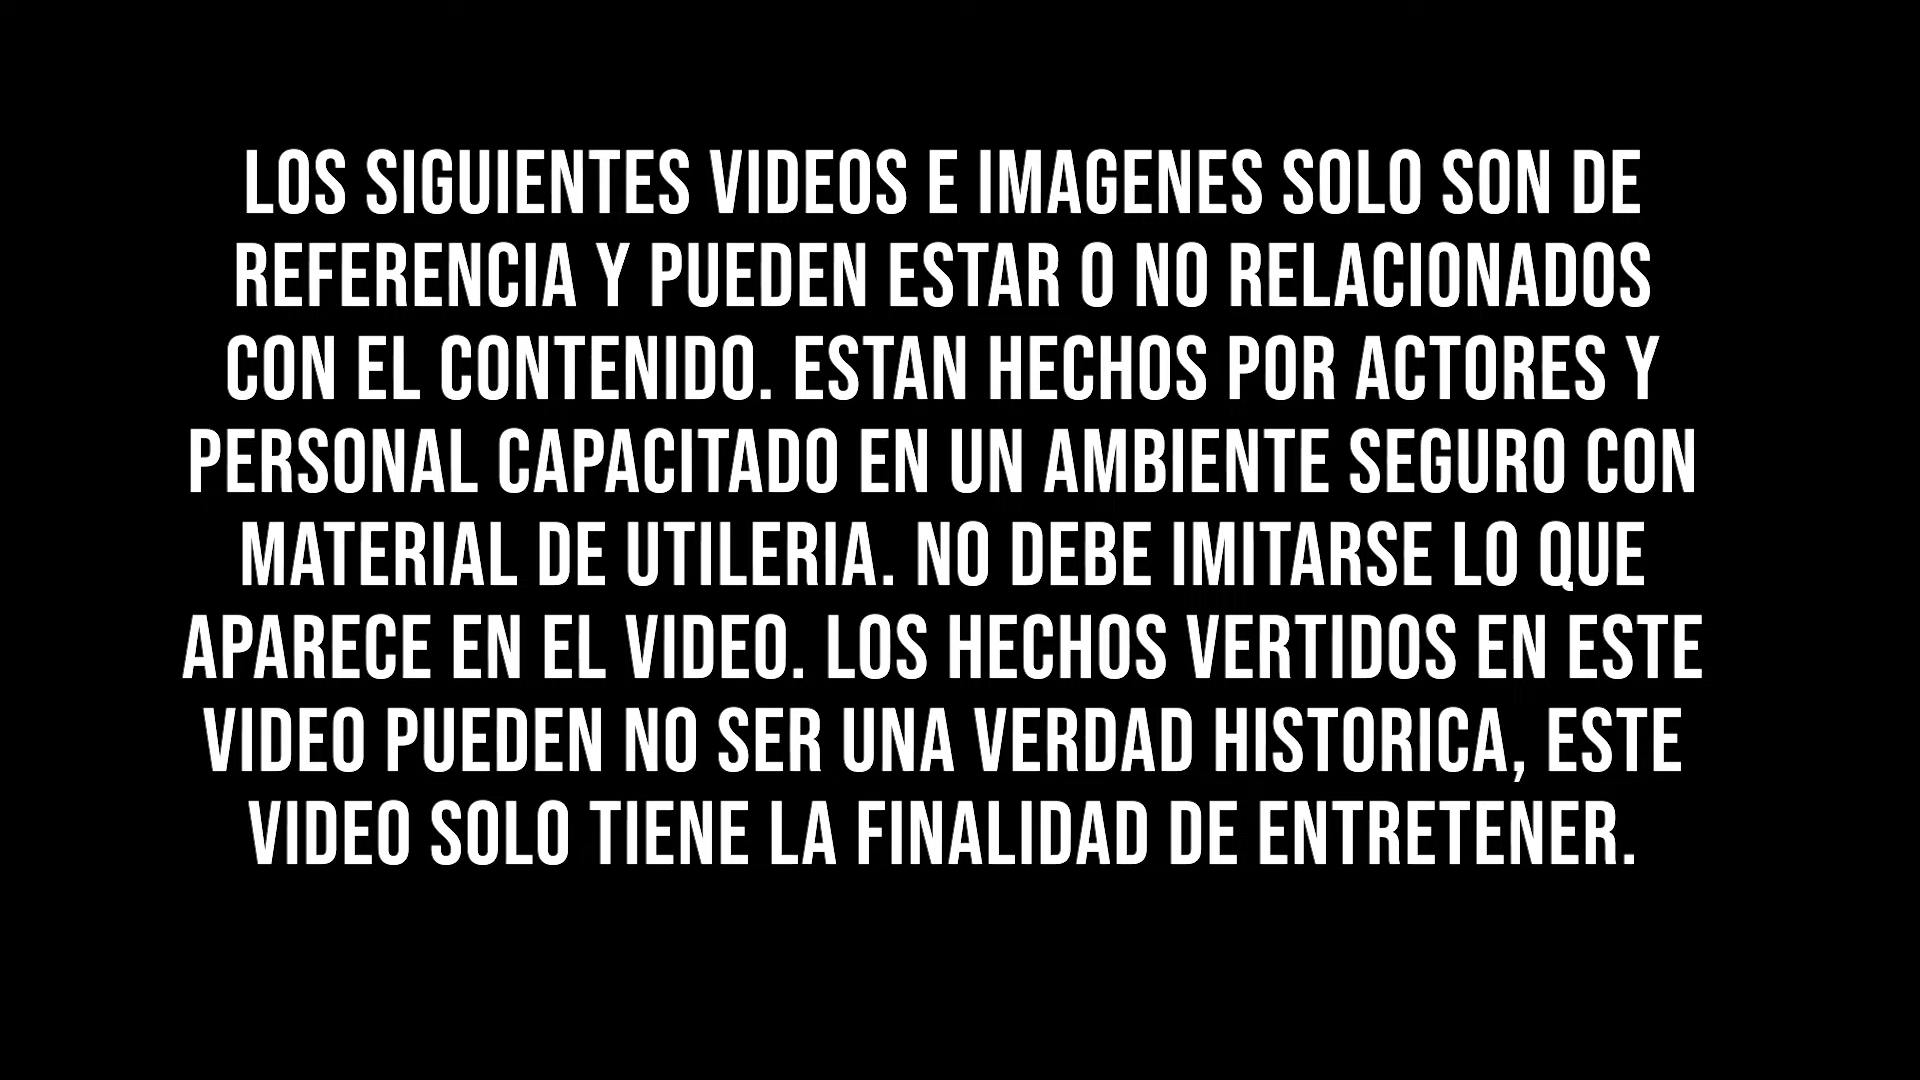 LOS SIGUIENTES VIDEOS E IMAGENES SOLO SON DE
REFERENCIA Y PUEDEN ESTAR O NO RELACIONADOS
CON EL CONTENIDO. ESTAN HECHOS POR ACTORES Y
PERSONAL CAPACITADO EN UN AMBIENTE SEGURO CON
MATERIAL DE UTILERIA. NO DEBE IMITARSE LO QUE
APARECE EN EL VIDEO. LOS HECHOS VERTIDOS EN ESTE
VIDEO PUEDEN NO SER UNA VERDAD HISTORICA, ESTE
VIDEO SOLO TIENE LA FINALIDAD DE ENTRETENER.